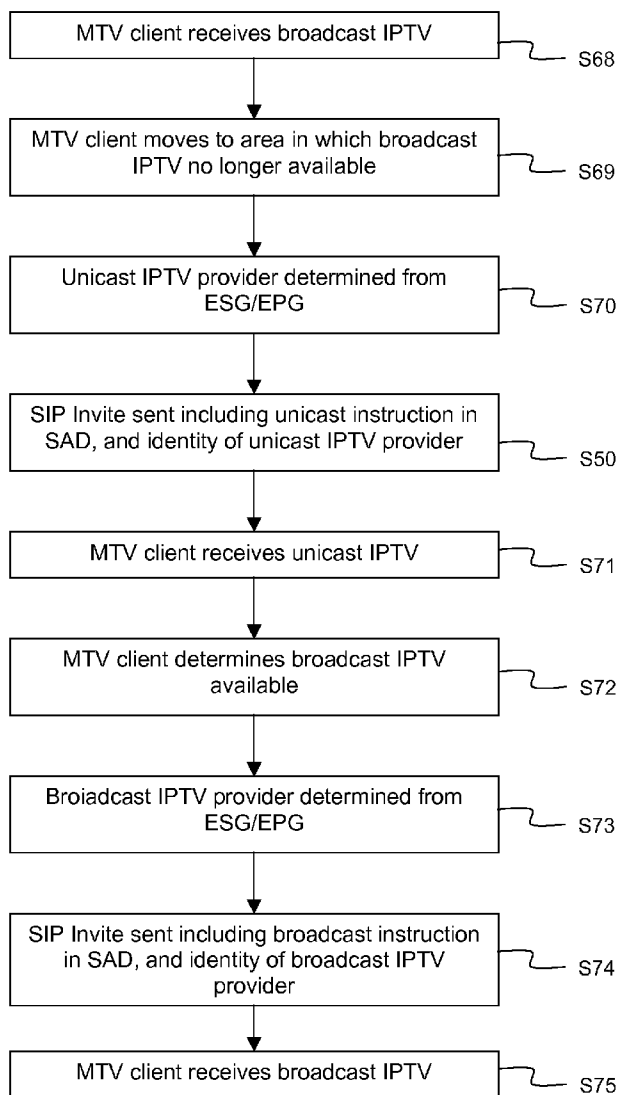 MTV client receives broadcast IPTV
S68
MTV client moves to area in which broadcast
IPTV no longer available
S69
Unicast IPTV provider determined from
ESG/EPG
S70
SIP Invite sent including unicast instruction in
SAD, and identity of unicast IPTV provider
S50
MTV client receives unicast IPTV
S71
MTV client determines broadcast IPTV
available
S72
Broiadcast IPTV provider determined from
ESG/EPG
S73
SIP Invite sent including broadcast instruction
in SAD, and identity of broadcast IPTV
provider
S74
MTV client receives broadcast IPTV
S75